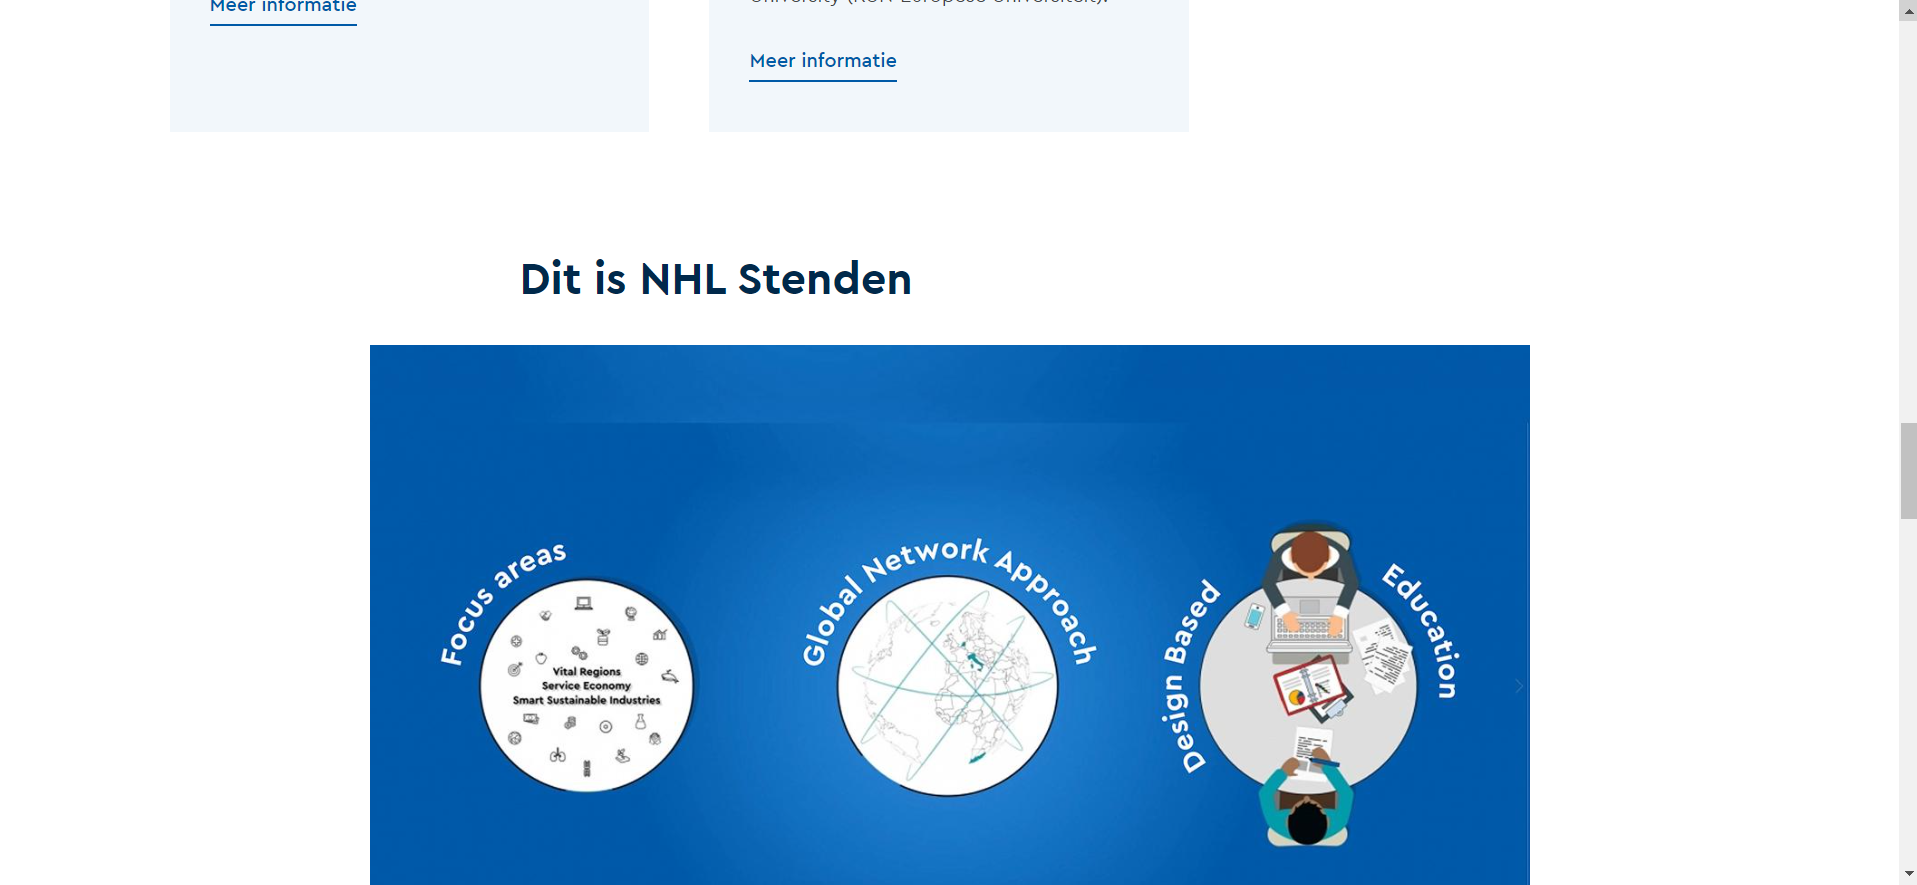 Meer informatie
University (RSM Europese Universiteit).
Meer informatie
Dit is NHL Stenden
Focus areas
Vital Regions
Service Economy
Smart Sustainable Industries
Global Network Approach
Design Based Education